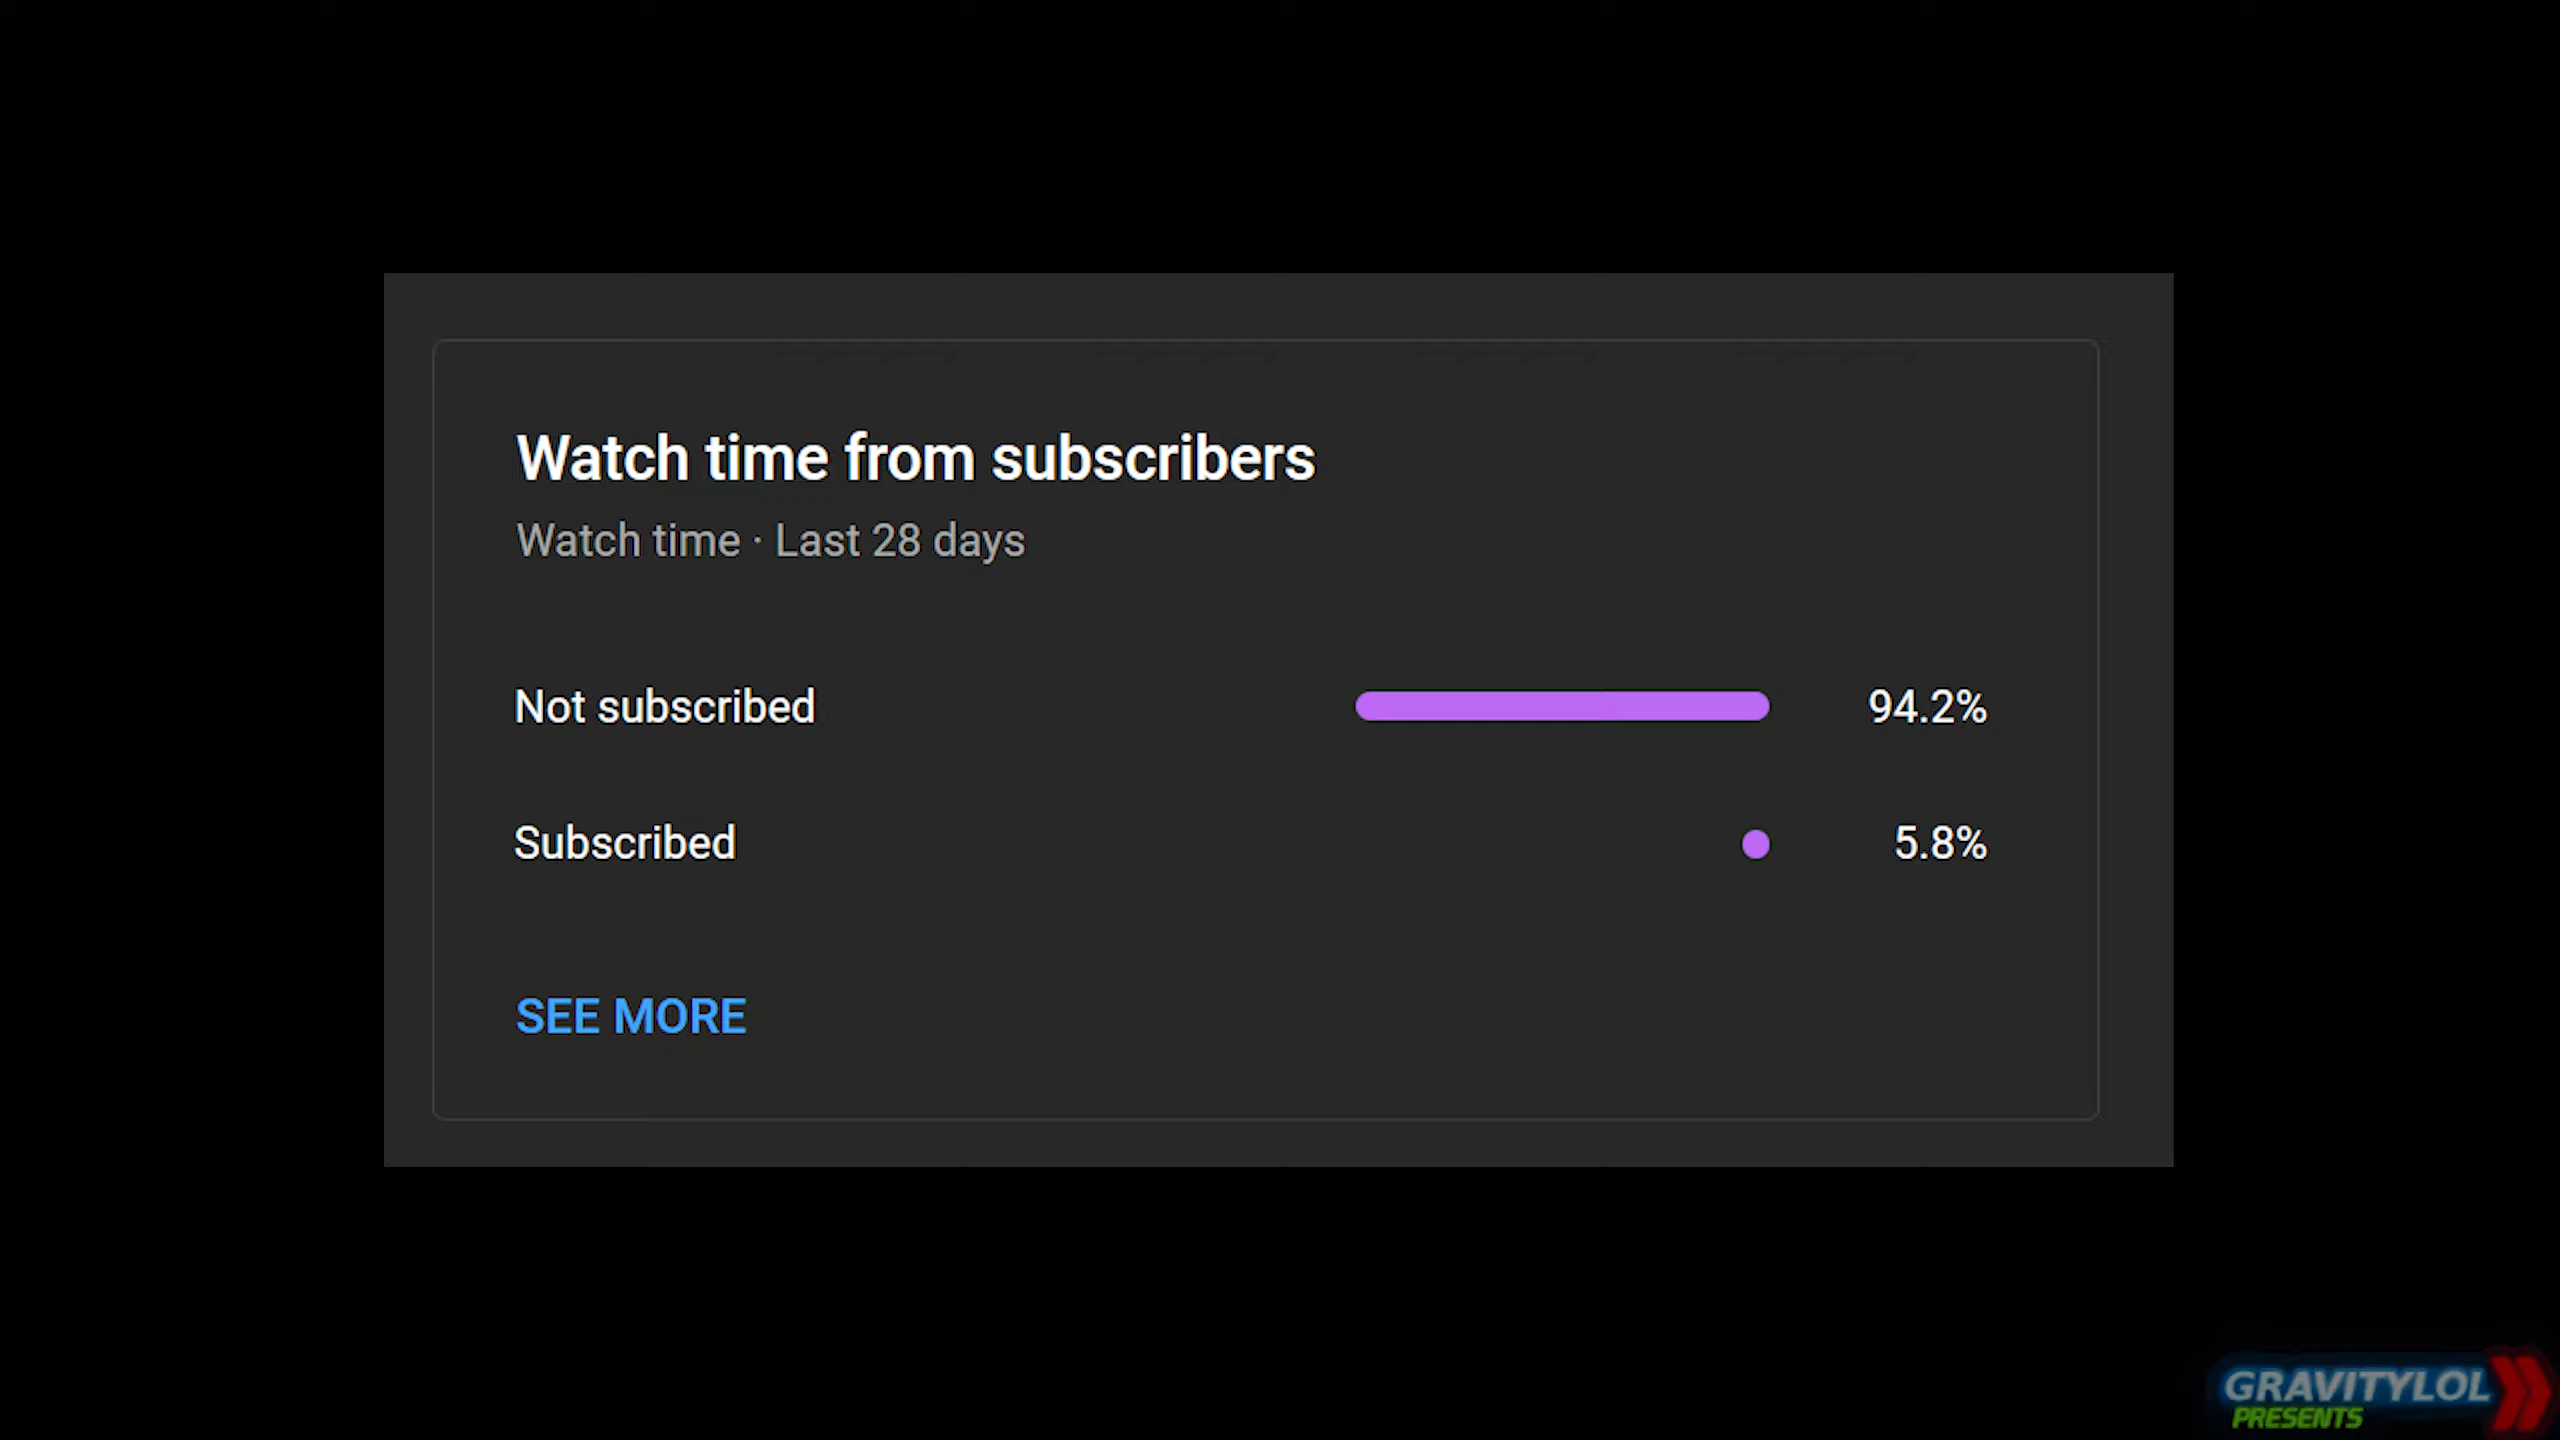 Watch time from subscribers
Watch time · Last 28 days
Not subscribed 94.2%
Subscribed 5.8%
SEE MORE
GRAVITYLOL
PRESENTS